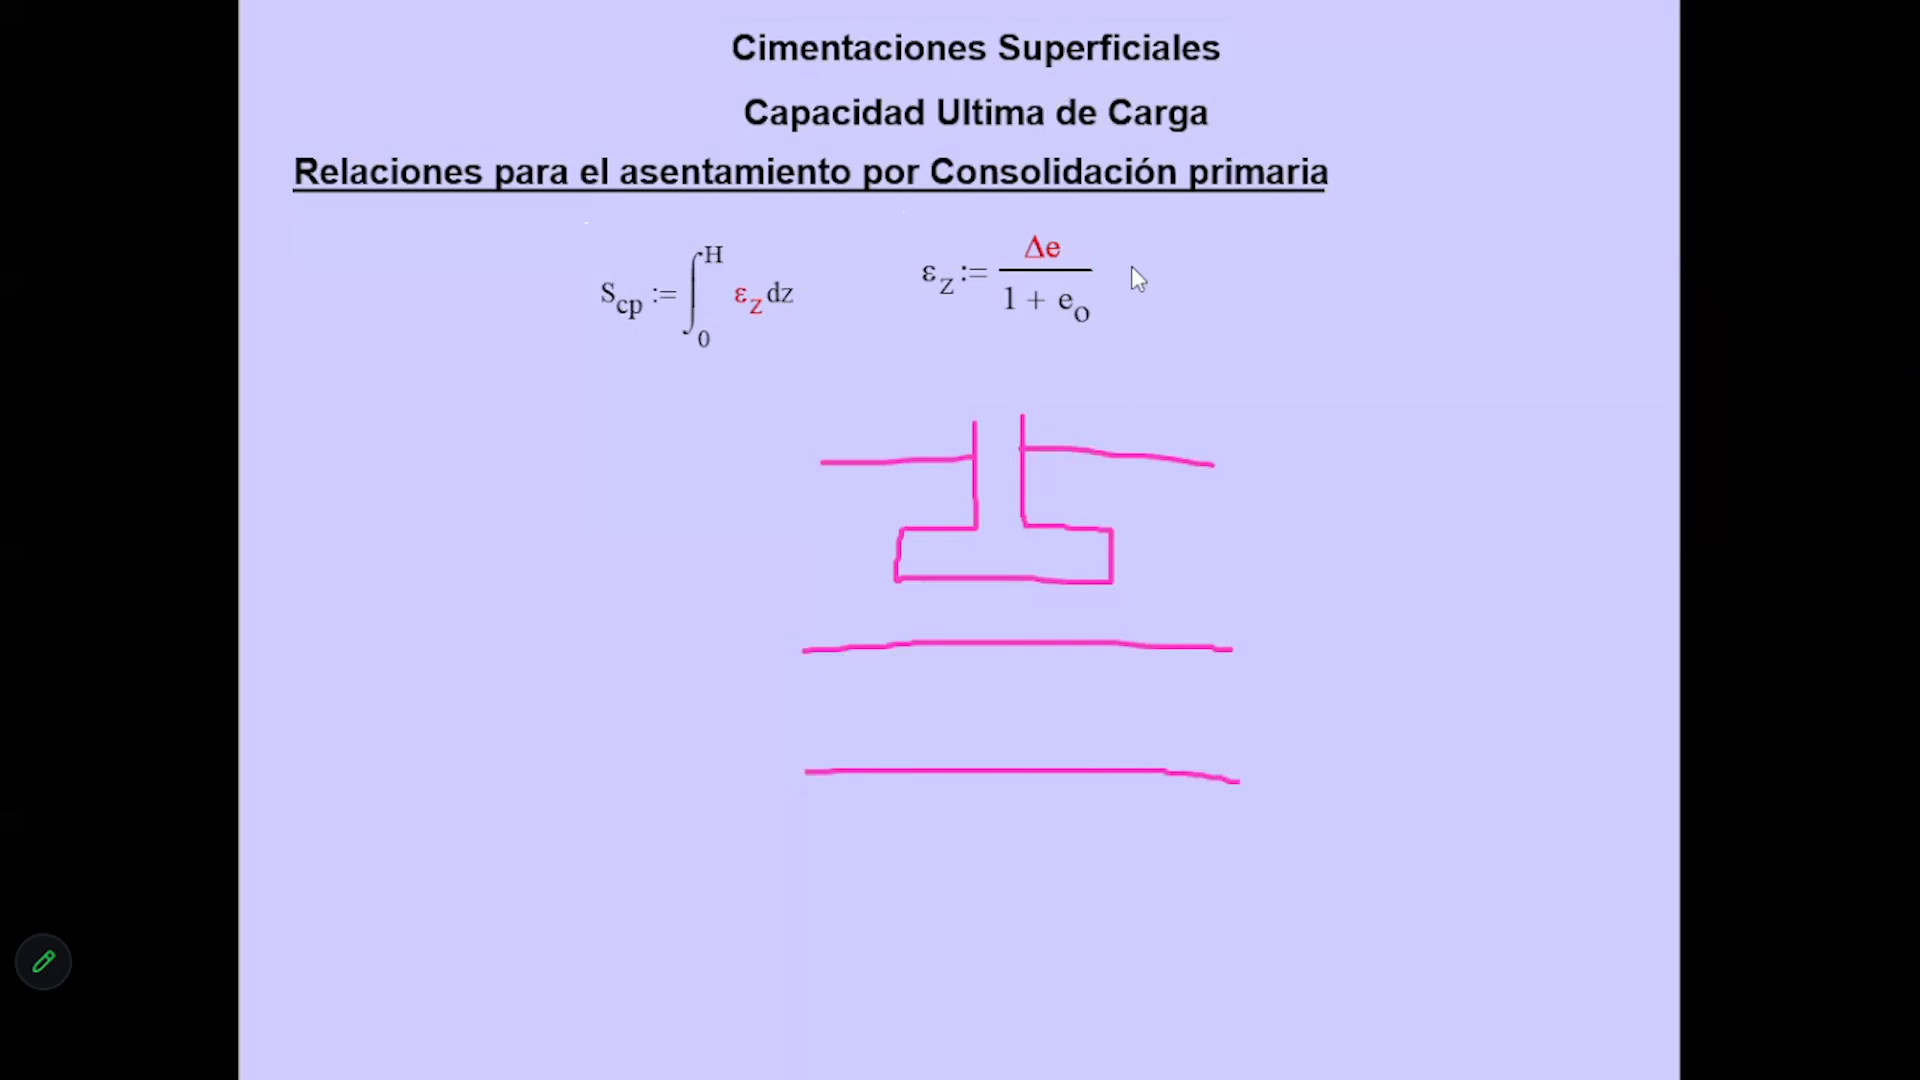 Cimentaciones Superficiales
Capacidad Ultima de Carga
Relaciones para el asentamiento por Consolidación primaria
S_cp := ∫_0^H ε_z dz
ε_z := Δe / (1 + e_o)